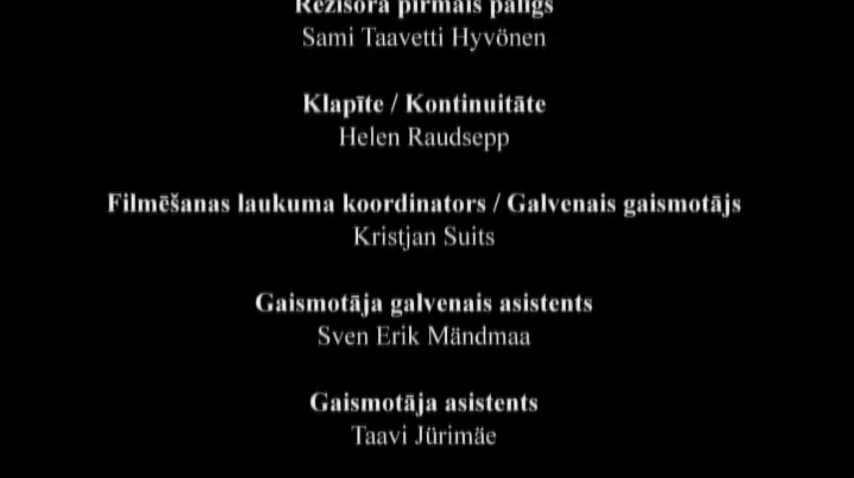 Režisora pirmais palīgs
Sami Taavetti Hyvönen
Klapīte / Kontinuitāte
Helen Raudsepp
Filmēšanas laukuma koordinators / Galvenais gaismotājs
Kristjan Suits
Gaismotāja galvenais asistents
Sven Erik Mändmaa
Gaismotāja asistents
Taavi Jürimäe